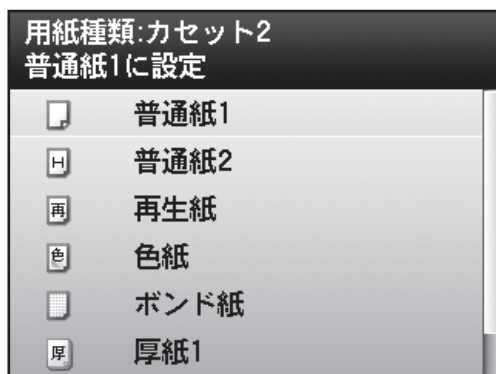 用紙種類:カセット2
普通紙1に設定
普通紙1
H 普通紙2
再 再生紙
色 色紙
ボンド紙
厚 厚紙1